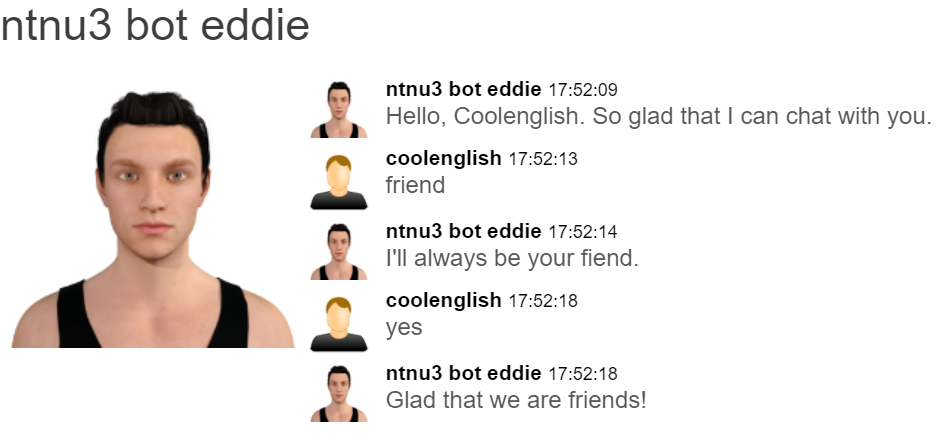 ntnu3 bot eddie
ntnu3 bot eddie 17:52:09
Hello, Coolenglish. So glad that I can chat with you.
coolenglish 17:52:13
friend
ntnu3 bot eddie 17:52:14
I'll always be your fiend.
coolenglish 17:52:18
yes
ntnu3 bot eddie 17:52:18
Glad that we are friends!